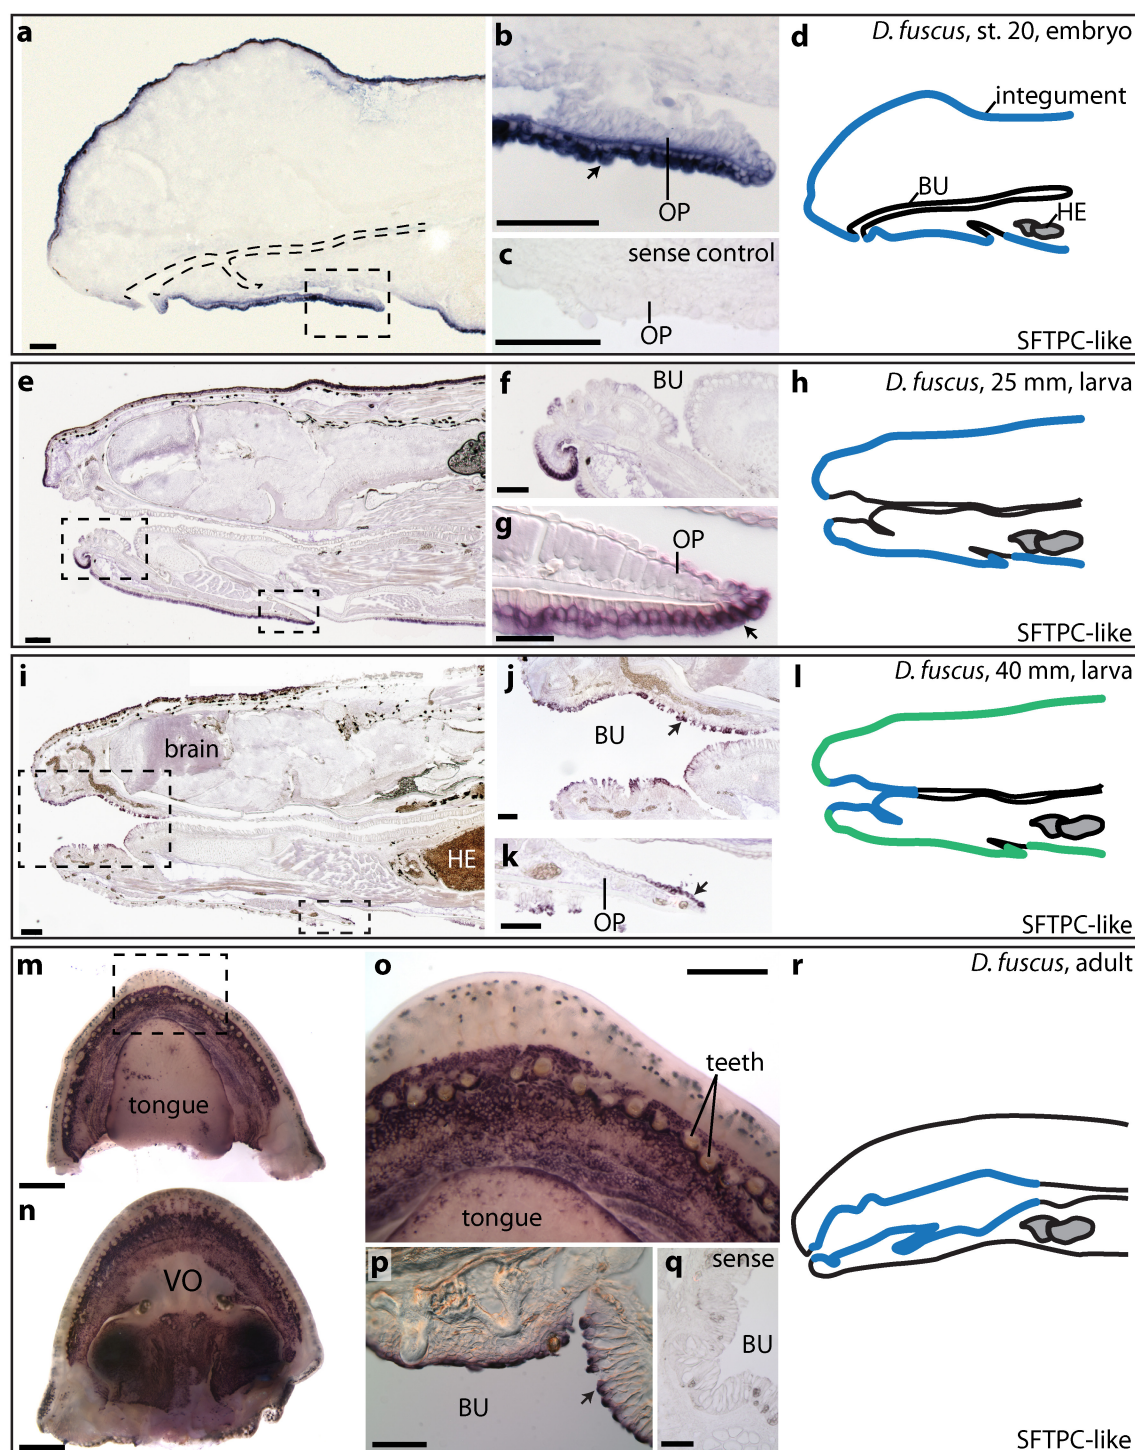 a
b
OP
c
sense control
OP
d
D. fuscus, st. 20, embryo
integument
BU
HE
SFTPC-like
e
f
BU
g
OP
h
D. fuscus, 25 mm, larva
SFTPC-like
i
brain
HE
j
BU
k
OP
l
D. fuscus, 40 mm, larva
SFTPC-like
m
tongue
n
VO
o
teeth
tongue
p
BU
q
sense
BU
r
D. fuscus, adult
SFTPC-like